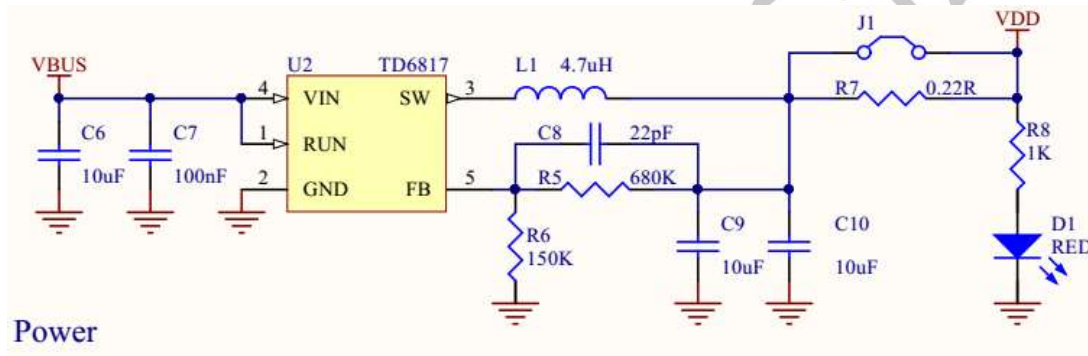 J1
VDD
VBUS
U2 TD6817 L1 4.7uH
4 VIN SW 3 R7 0.22R
C6 C7 1 RUN C8 22pF R8
1K
10uF 100nF 2 GND FB 5 R5 680K
R6 C9 C10 D1
150K RED
10uF 10uF
Power